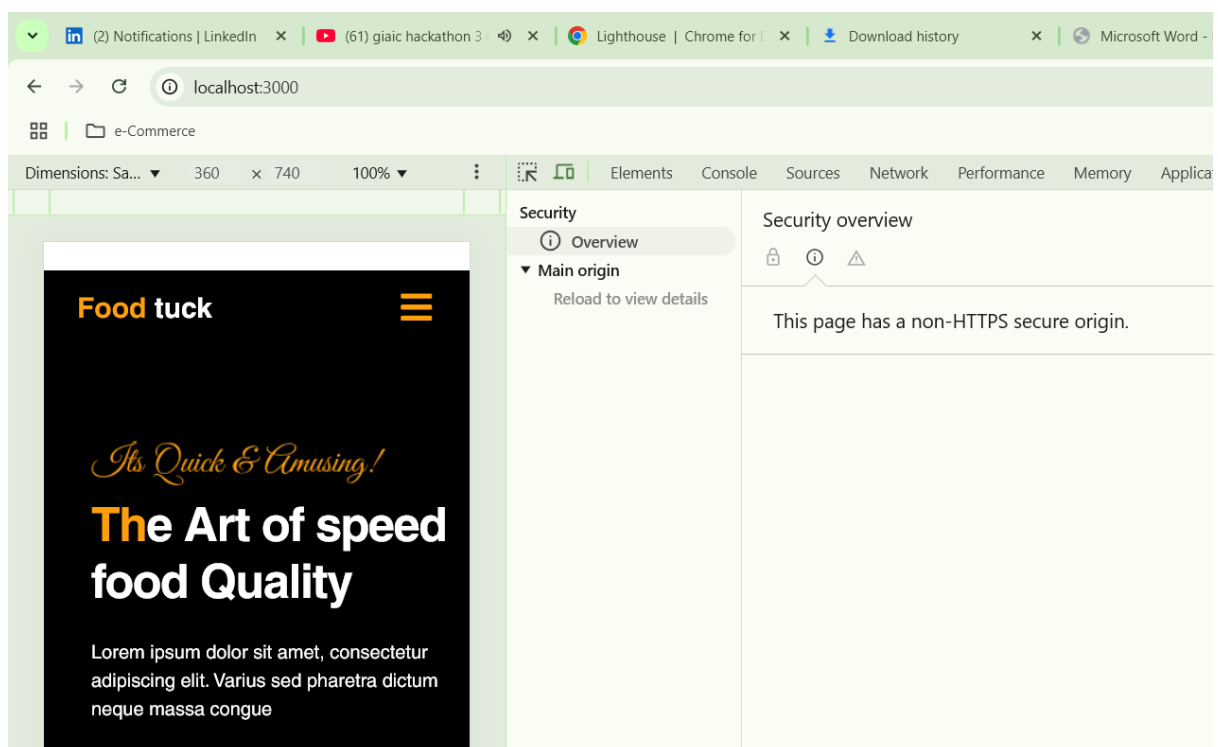 (2) Notifications | LinkedIn
(61) giaic hackathon 3
Lighthouse | Chrome for
Download history
Microsoft Word -
localhost:3000
e-Commerce
Dimensions: Sa... 360 × 740 100%
Elements Console Sources Network Performance Memory Applica
Security
Overview
Main origin
Reload to view details
Security overview
This page has a non-HTTPS secure origin.
Food tuck
Its Quick & Amusing!
The Art of speed
food Quality
Lorem ipsum dolor sit amet, consectetur
adipiscing elit. Varius sed pharetra dictum
neque massa congue